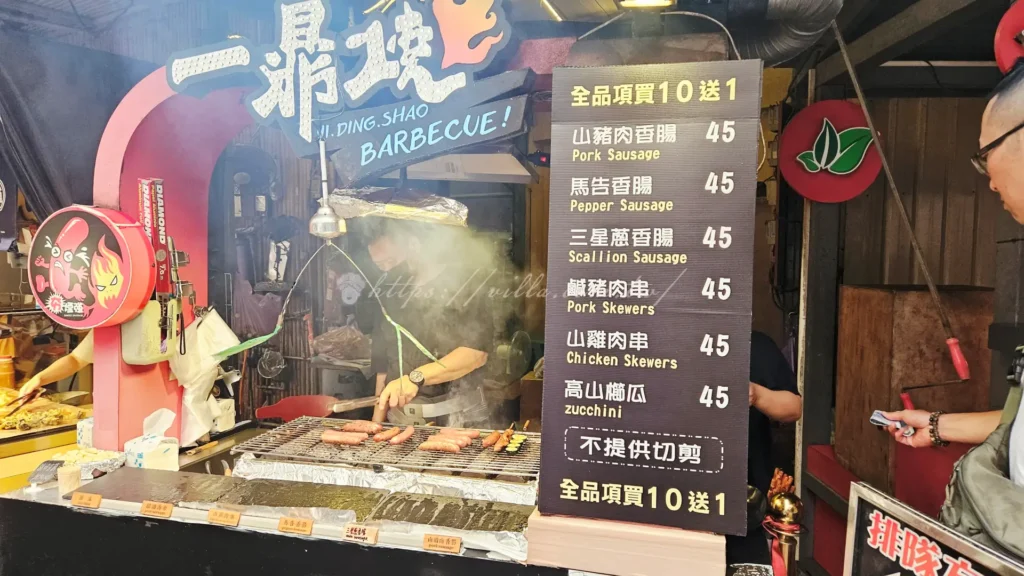 一鼎燒
YI.DING.SHAO
BARBECUE!
DIAMOND
全品項買10送1
山豬肉香腸 45
Pork Sausage
馬告香腸 45
Pepper Sausage
三星蔥香腸 45
Scallion Sausage
鹹豬肉串 45
Pork Skewers
山雞肉串 45
Chicken Skewers
高山櫛瓜 45
zucchini
不提供切剪
全品項買10送1
排隊